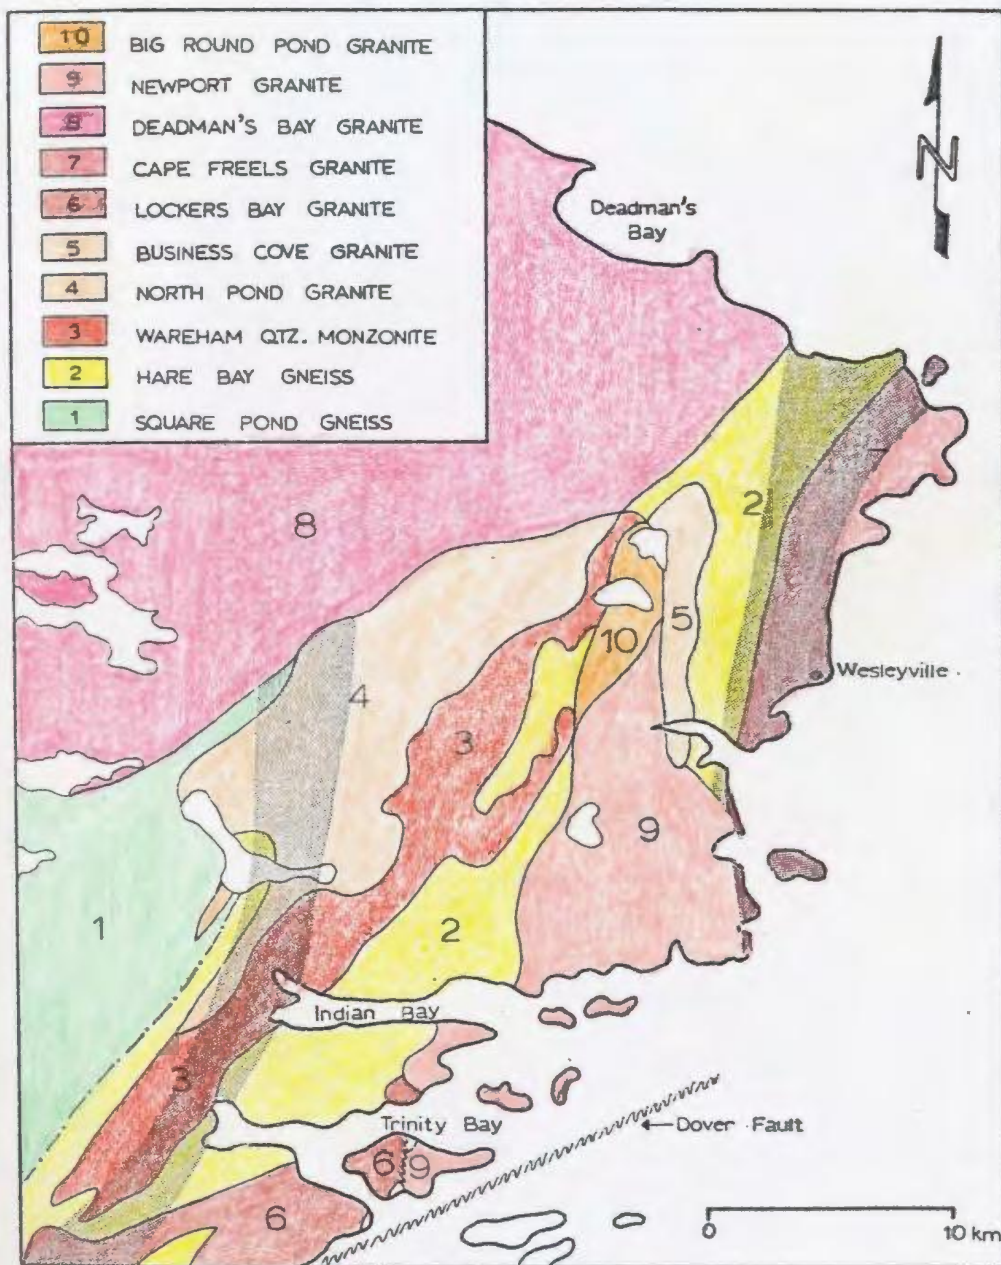 10 BIG ROUND POND GRANITE
9 NEWPORT GRANITE
8 DEADMAN'S BAY GRANITE
7 CAPE FREELS GRANITE
6 LOCKERS BAY GRANITE
5 BUSINESS COVE GRANITE
4 NORTH POND GRANITE
3 WAREHAM QTZ. MONZONITE
2 HARE BAY GNEISS
1 SQUARE POND GNEISS
N
Deadman's
Bay
2
8
5
10
Wesleyville
4
3
9
1
2
Indian Bay
3
Trinity Bay
Dover Fault
6 9
6
0 10 km